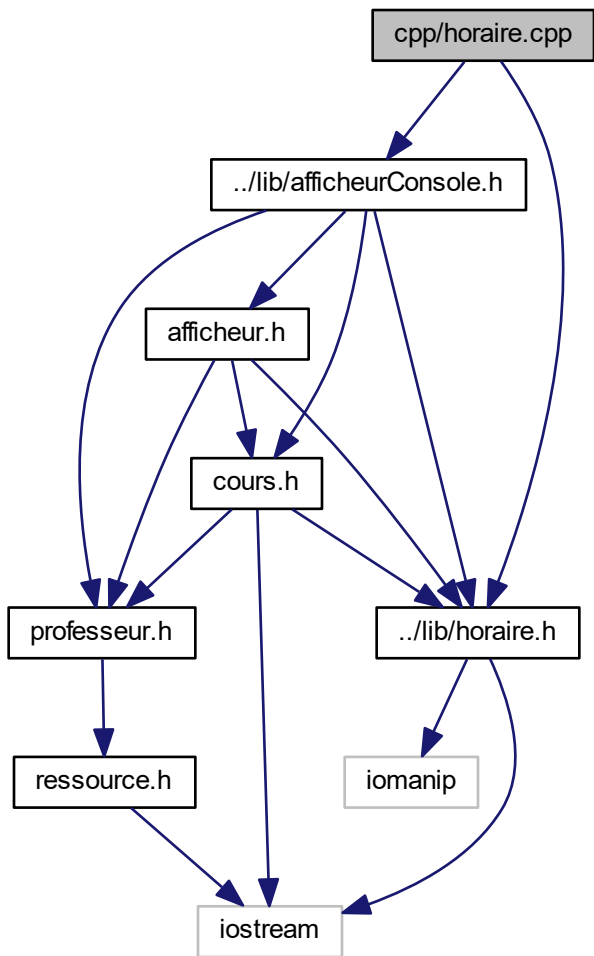 cpp/horaire.cpp
../lib/afficheurConsole.h
afficheur.h
cours.h
professeur.h
../lib/horaire.h
ressource.h
iomanip
iostream